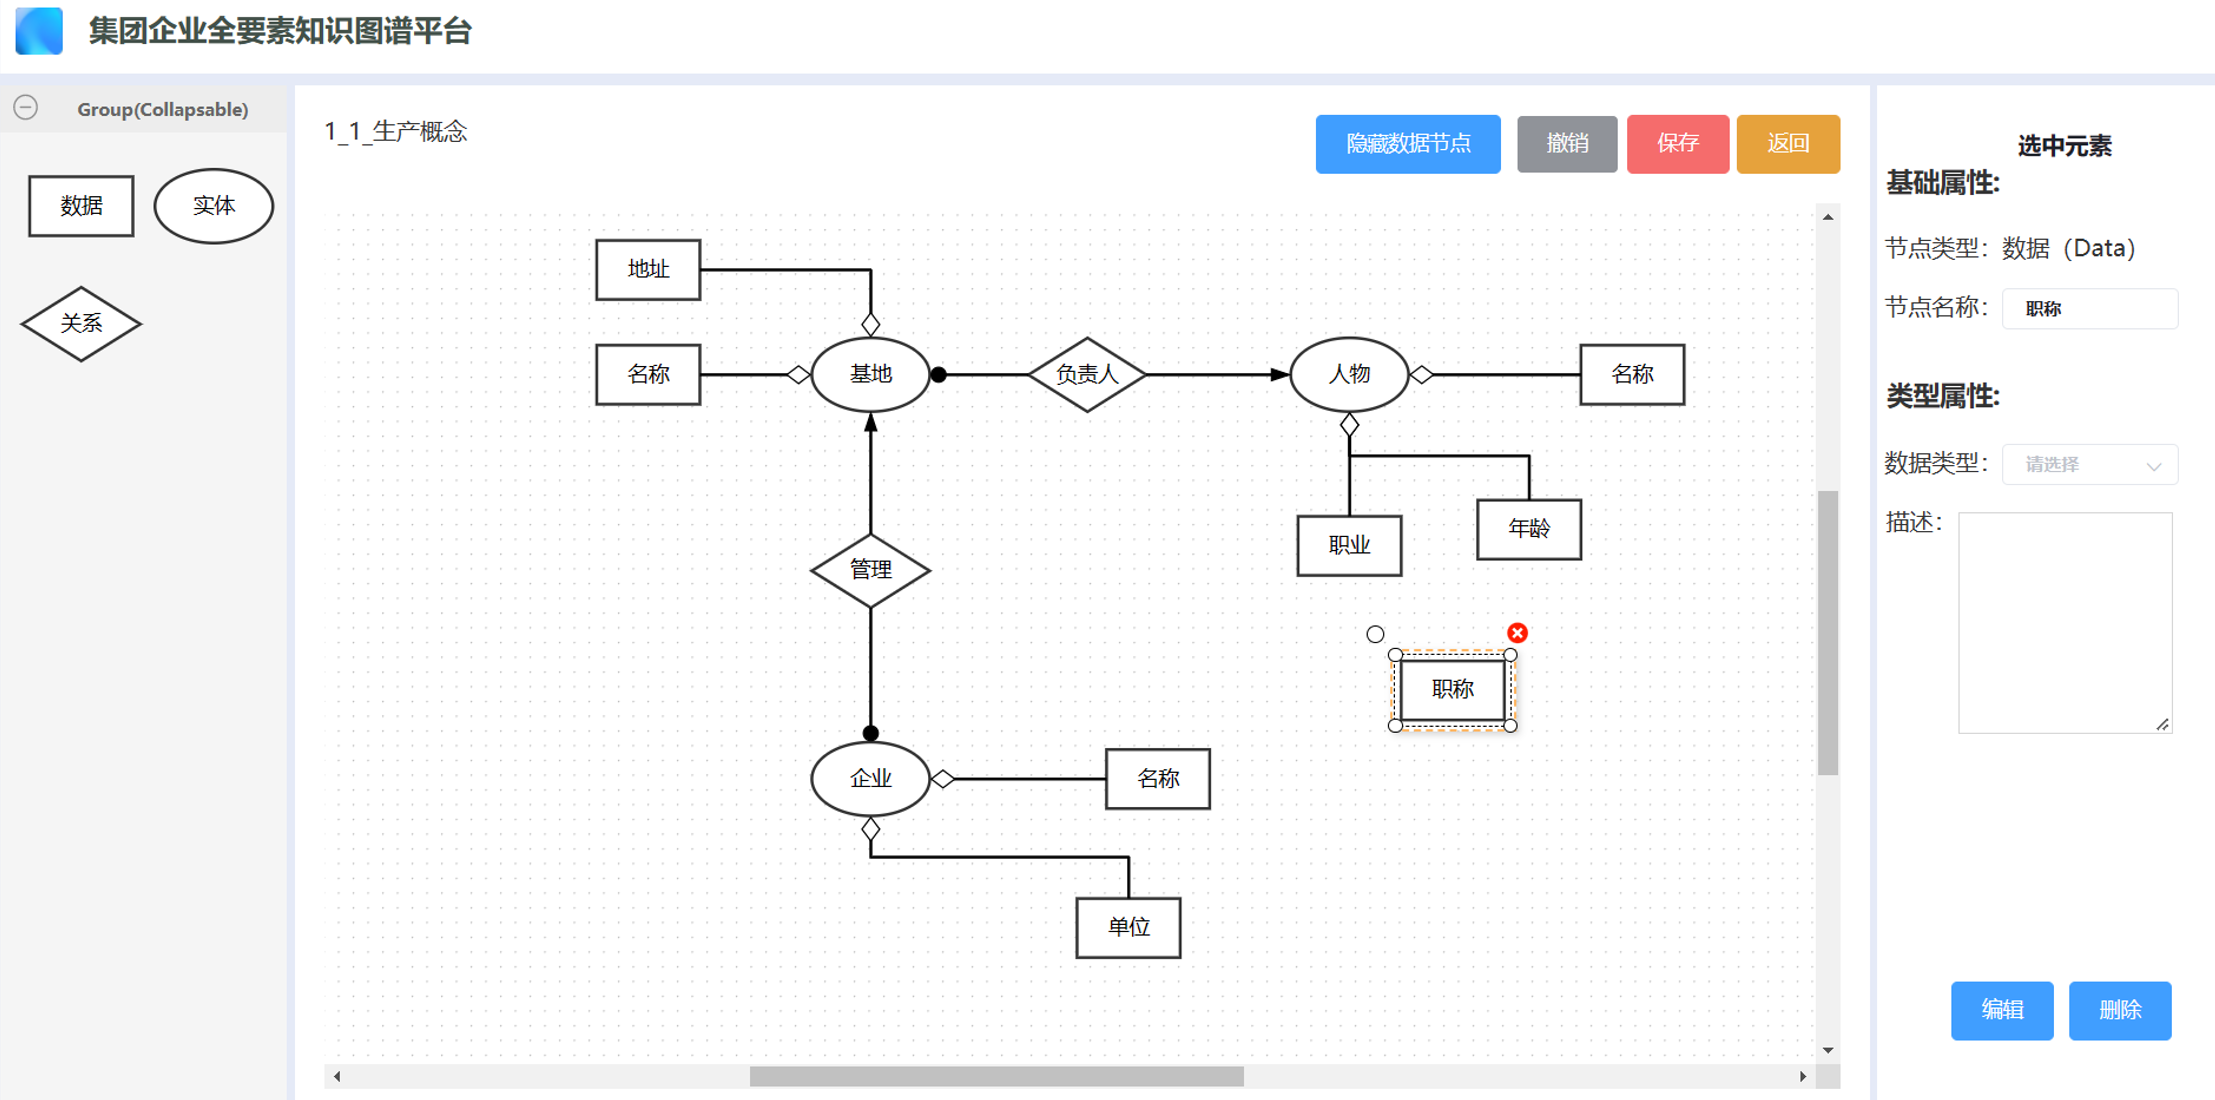 集团企业全要素知识图谱平台
Group(Collapsable)
数据
实体
关系
1_1_生产概念
隐藏数据节点
撤销
保存
返回
地址
名称
基地
负责人
人物
名称
职业
年龄
管理
职称
企业
名称
单位
选中元素
基础属性:
节点类型：数据（Data）
节点名称：职称
类型属性:
数据类型：请选择
描述：
编辑
删除